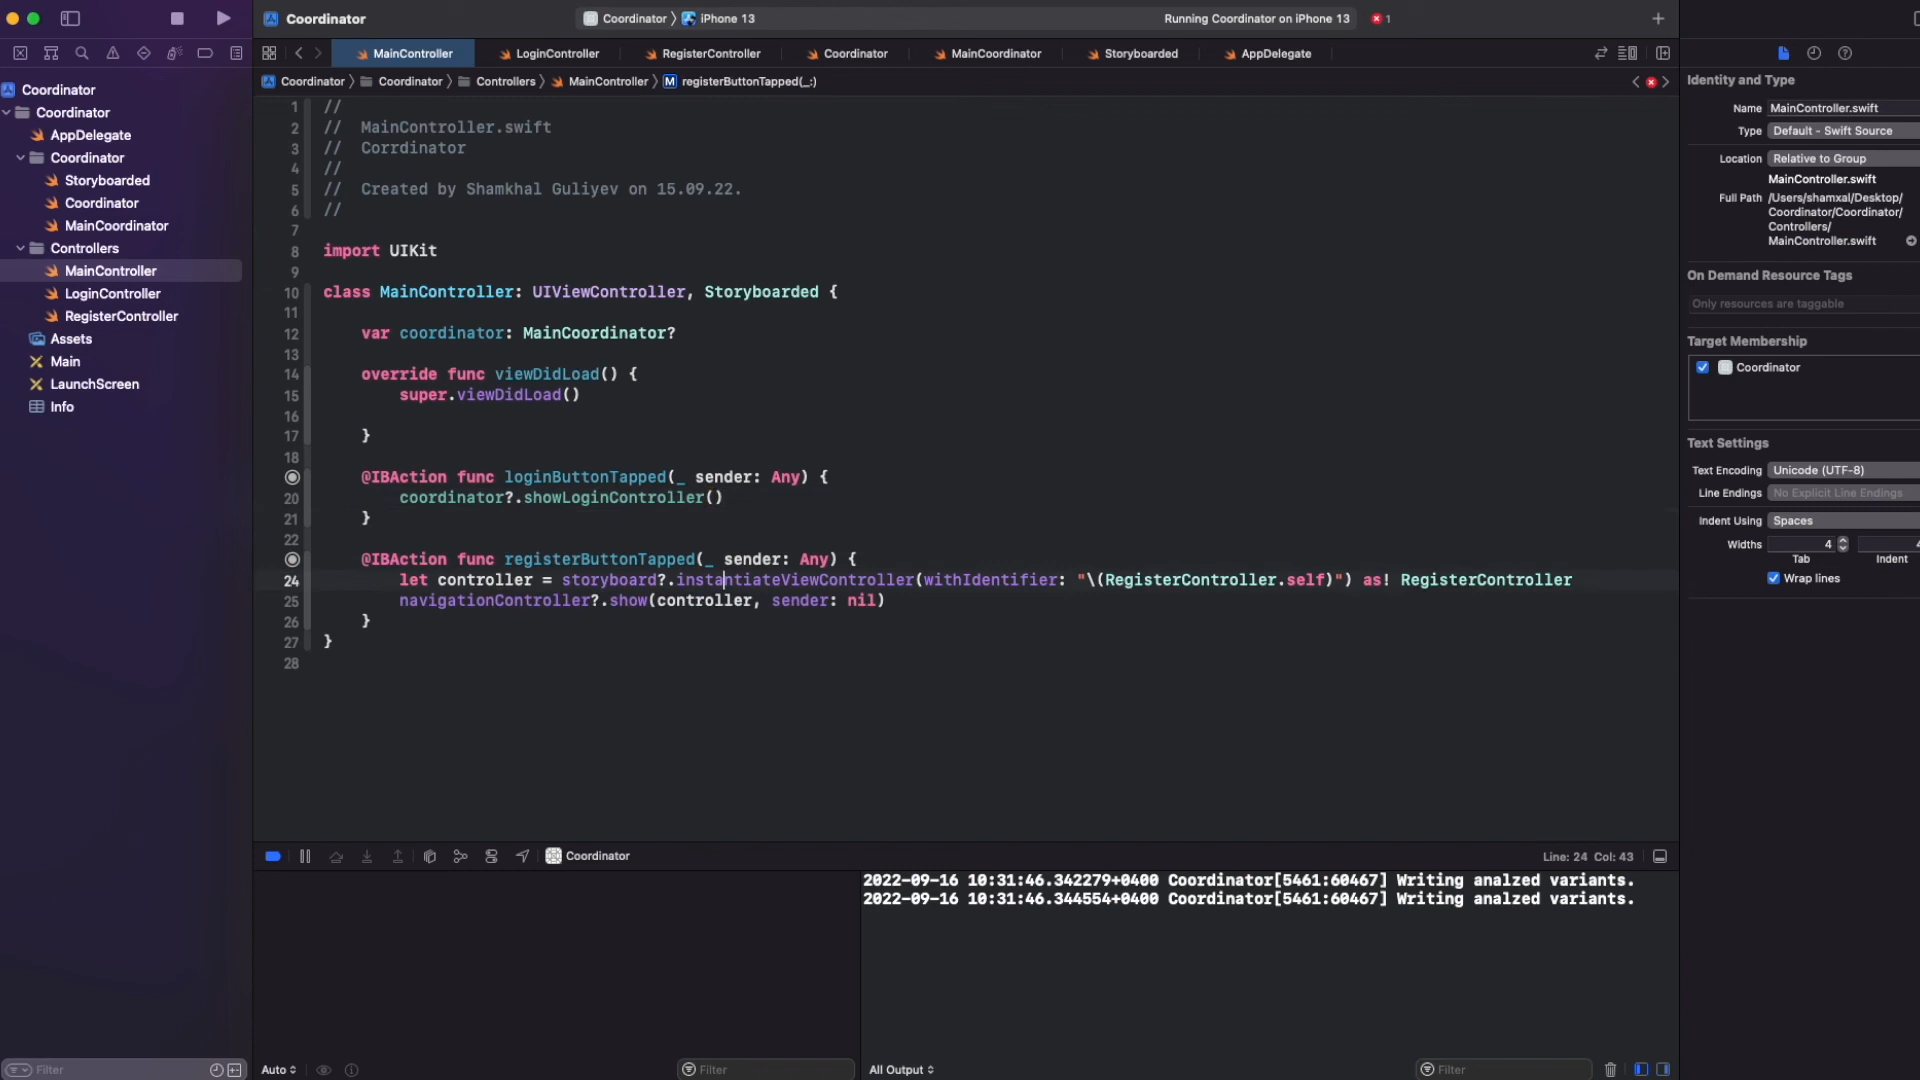 Coordinator
Coordinator 〉 iPhone 13
Running Coordinator on iPhone 13
1
MainController
LoginController
RegisterController
Coordinator
MainCoordinator
Storyboarded
AppDelegate
Coordinator 〉 Coordinator 〉 Controllers 〉 MainController 〉 M registerButtonTapped(_:)
Coordinator
Coordinator
AppDelegate
Coordinator
Storyboarded
Coordinator
MainCoordinator
Controllers
MainController
LoginController
RegisterController
Assets
Main
LaunchScreen
Info
Filter
1 //
2 //  MainController.swift
3 //  Corrdinator
4 //
5 //  Created by Shamkhal Guliyev on 15.09.22.
6 //
7
8 import UIKit
9
10 class MainController: UIViewController, Storyboarded {
11
12     var coordinator: MainCoordinator?
13
14     override func viewDidLoad() {
15         super.viewDidLoad()
16
17     }
18
@IBAction func loginButtonTapped(_ sender: Any) {
20         coordinator?.showLoginController()
21     }
22
@IBAction func registerButtonTapped(_ sender: Any) {
24         let controller = storyboard?.instantiateViewController(withIdentifier: "\(RegisterController.self)") as! RegisterController
25         navigationController?.show(controller, sender: nil)
26     }
27 }
28
Coordinator
Line: 24 Col: 43
2022-09-16 10:31:46.342279+0400 Coordinator[5461:60467] Writing analzed variants.
2022-09-16 10:31:46.344554+0400 Coordinator[5461:60467] Writing analzed variants.
Auto
Filter
All Output
Filter
Identity and Type
Name MainController.swift
Type Default - Swift Source
Location Relative to Group
MainController.swift
Full Path /Users/shamxal/Desktop/
Coordinator/Coordinator/
Controllers/
MainController.swift
On Demand Resource Tags
Only resources are taggable
Target Membership
Coordinator
Text Settings
Text Encoding Unicode (UTF-8)
Line Endings No Explicit Line Endings
Indent Using Spaces
Widths 4 4
Tab Indent
Wrap lines